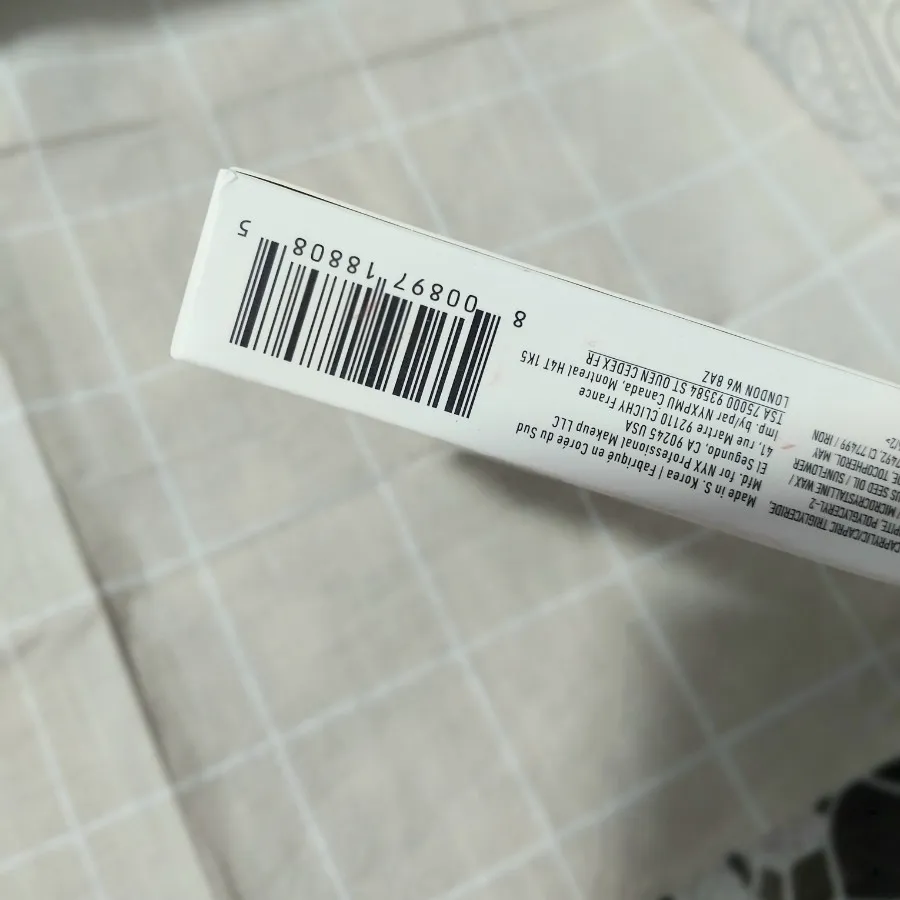 CAPRYLIC/CAPRIC TRIGLYCERIDE,
POLYGLYCERYL-2
/ MICROCRYSTALLINE WAX /
SEED OIL / SUNFLOWER
TOCOPHEROL. MAY
CI 77499 / IRON
Made in S. Korea | Fabriqué en Corée du Sud
Mfd. for NYX Professional Makeup LLC
El Segundo, CA 90245 USA
41, rue Martre 92110 CLICHY France
Imp. by/par NYXPMU Canada, Montreal H4T 1K5
TSA 75000 93584 ST OUEN CEDEX FR
LONDON W6 8AZ
8 00897 18808 5